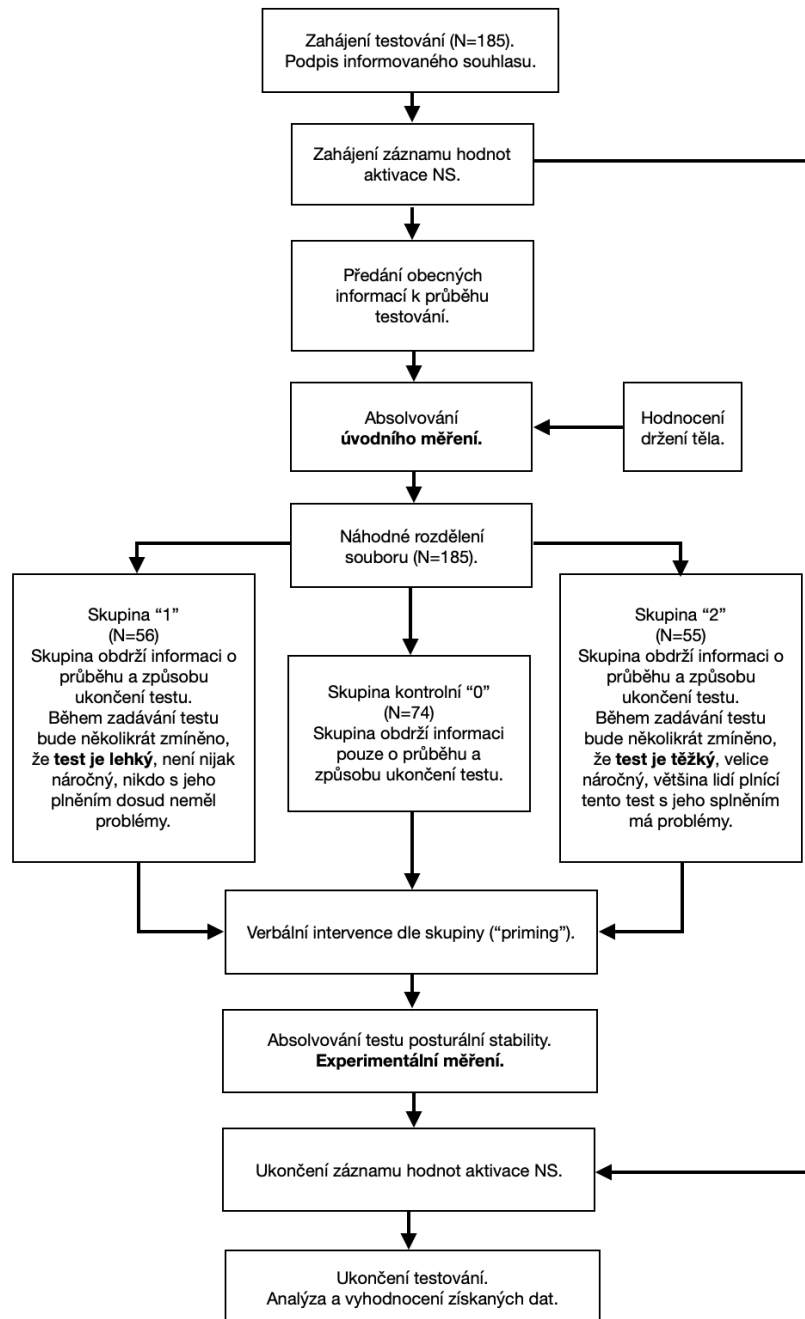 Zahájení testování (N=185).
Podpis informovaného souhlasu.
Zahájení záznamu hodnot
aktivace NS.
Předání obecných
informací k průběhu
testování.
Absolvování
úvodního měření.
Hodnocení
držení těla.
Náhodné rozdělení
souboru (N=185).
Skupina “1”
(N=56)
Skupina obdrží informaci o
průběhu a způsobu
ukončení testu.
Během zadávání testu
bude několikrát zmíněno,
že test je lehký, není nijak
náročný, nikdo s jeho
plněním dosud neměl
problémy.
Skupina kontrolní “0”
(N=74)
Skupina obdrží informaci
pouze o průběhu a
způsobu ukončení testu.
Skupina “2”
(N=55)
Skupina obdrží informaci o
průběhu a způsobu
ukončení testu.
Během zadávání testu
bude několikrát zmíněno,
že test je těžký, velice
náročný, většina lidí plnící
tento test s jeho splněním
má problémy.
Verbální intervence dle skupiny (“priming”).
Absolvování testu posturální stability.
Experimentální měření.
Ukončení záznamu hodnot aktivace NS.
Ukončení testování.
Analýza a vyhodnocení získaných dat.